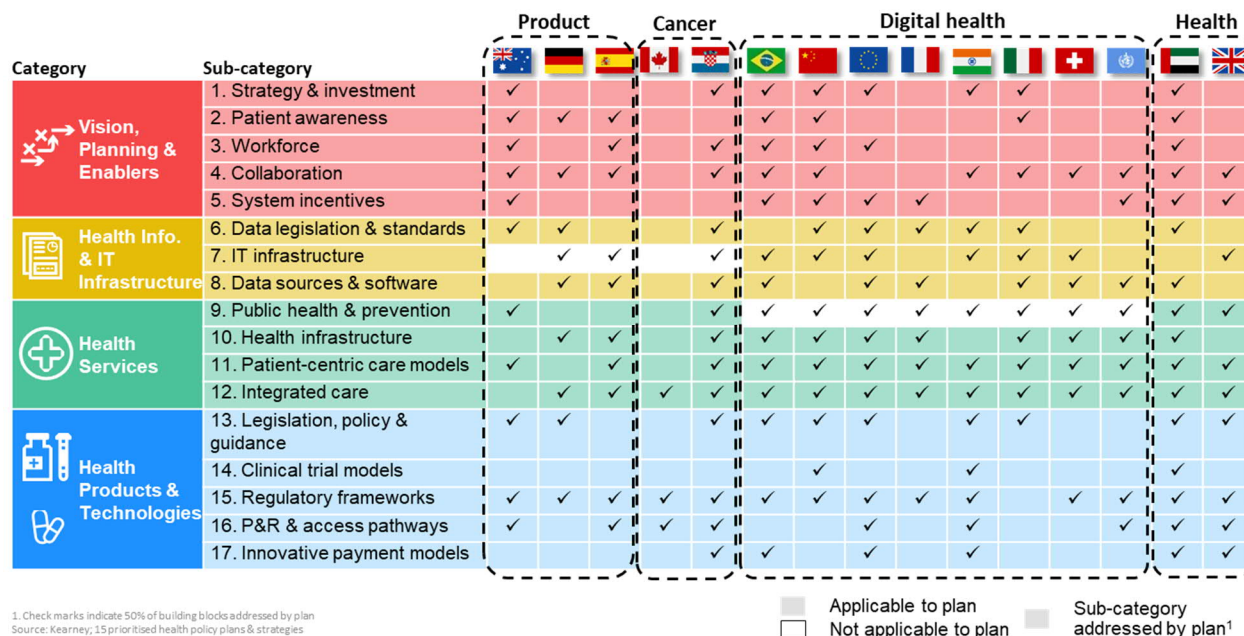 Product Cancer Digital health Health
Category Sub-category
Vision,
Planning &
Enablers
1. Strategy & investment ✓ ✓ ✓ ✓ ✓ ✓ ✓ ✓
2. Patient awareness ✓ ✓ ✓ ✓ ✓ ✓ ✓
3. Workforce ✓ ✓ ✓ ✓ ✓ ✓ ✓
4. Collaboration ✓ ✓ ✓ ✓ ✓ ✓ ✓ ✓ ✓ ✓ ✓ ✓
5. System incentives ✓ ✓ ✓ ✓ ✓ ✓ ✓ ✓
Health Info.
& IT
Infrastructure
6. Data legislation & standards ✓ ✓ ✓ ✓ ✓ ✓ ✓ ✓ ✓
7. IT infrastructure ✓ ✓ ✓ ✓ ✓ ✓ ✓ ✓ ✓ ✓
8. Data sources & software ✓ ✓ ✓ ✓ ✓ ✓ ✓ ✓ ✓ ✓
Health
Services
9. Public health & prevention ✓ ✓ ✓ ✓ ✓ ✓ ✓ ✓ ✓ ✓ ✓ ✓
10. Health infrastructure ✓ ✓ ✓ ✓ ✓ ✓ ✓ ✓ ✓ ✓ ✓
11. Patient-centric care models ✓ ✓ ✓ ✓ ✓ ✓ ✓ ✓ ✓ ✓ ✓ ✓ ✓
12. Integrated care ✓ ✓ ✓ ✓ ✓ ✓ ✓ ✓ ✓ ✓ ✓ ✓ ✓ ✓
Health
Products &
Technologies
13. Legislation, policy & ✓ ✓ ✓ ✓ ✓ ✓ ✓ ✓ ✓ ✓
guidance
14. Clinical trial models ✓ ✓ ✓
15. Regulatory frameworks ✓ ✓ ✓ ✓ ✓ ✓ ✓ ✓ ✓ ✓ ✓ ✓ ✓ ✓
16. P&R & access pathways ✓ ✓ ✓ ✓ ✓ ✓ ✓ ✓ ✓
17. Innovative payment models ✓ ✓ ✓ ✓ ✓ ✓
1. Check marks indicate 50% of building blocks addressed by plan
Source: Kearney; 15 prioritised health policy plans & strategies
Applicable to plan
Not applicable to plan
Sub-category
addressed by plan¹